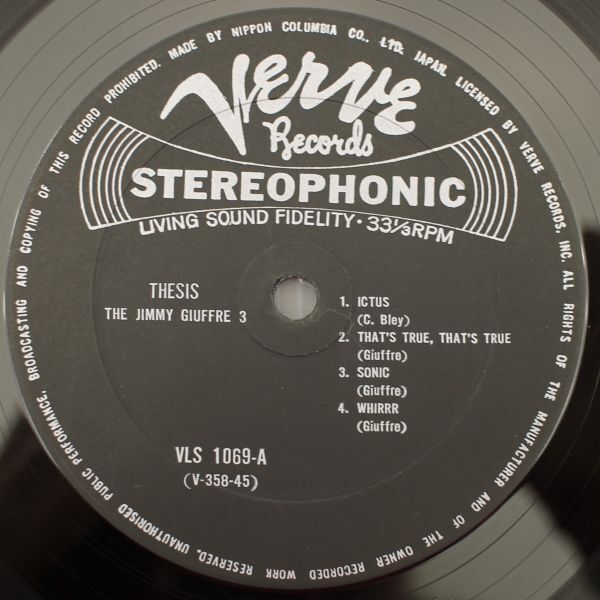 MADE BY NIPPON COLUMBIA CO., LTD. JAPAN, LICENSED BY VERVE RECORDS, INC. ALL RIGHTS OF THE MANUFACTURER AND OF THE OWNER RECORDED WORK RESERVED. UNAUTHORISED PUBLIC PERFORMANCE, BROADCASTING AND COPYING OF THIS RECORD PROHIBITED.
Verve
Records
STEREOPHONIC
LIVING SOUND FIDELITY · 33⅓ RPM
THESIS
THE JIMMY GIUFFRE 3
1. ICTUS
(C. Bley)
2. THAT'S TRUE, THAT'S TRUE
(Giuffre)
3. SONIC
(Giuffre)
4. WHIRRR
(Giuffre)
VLS 1069-A
(V-358-45)